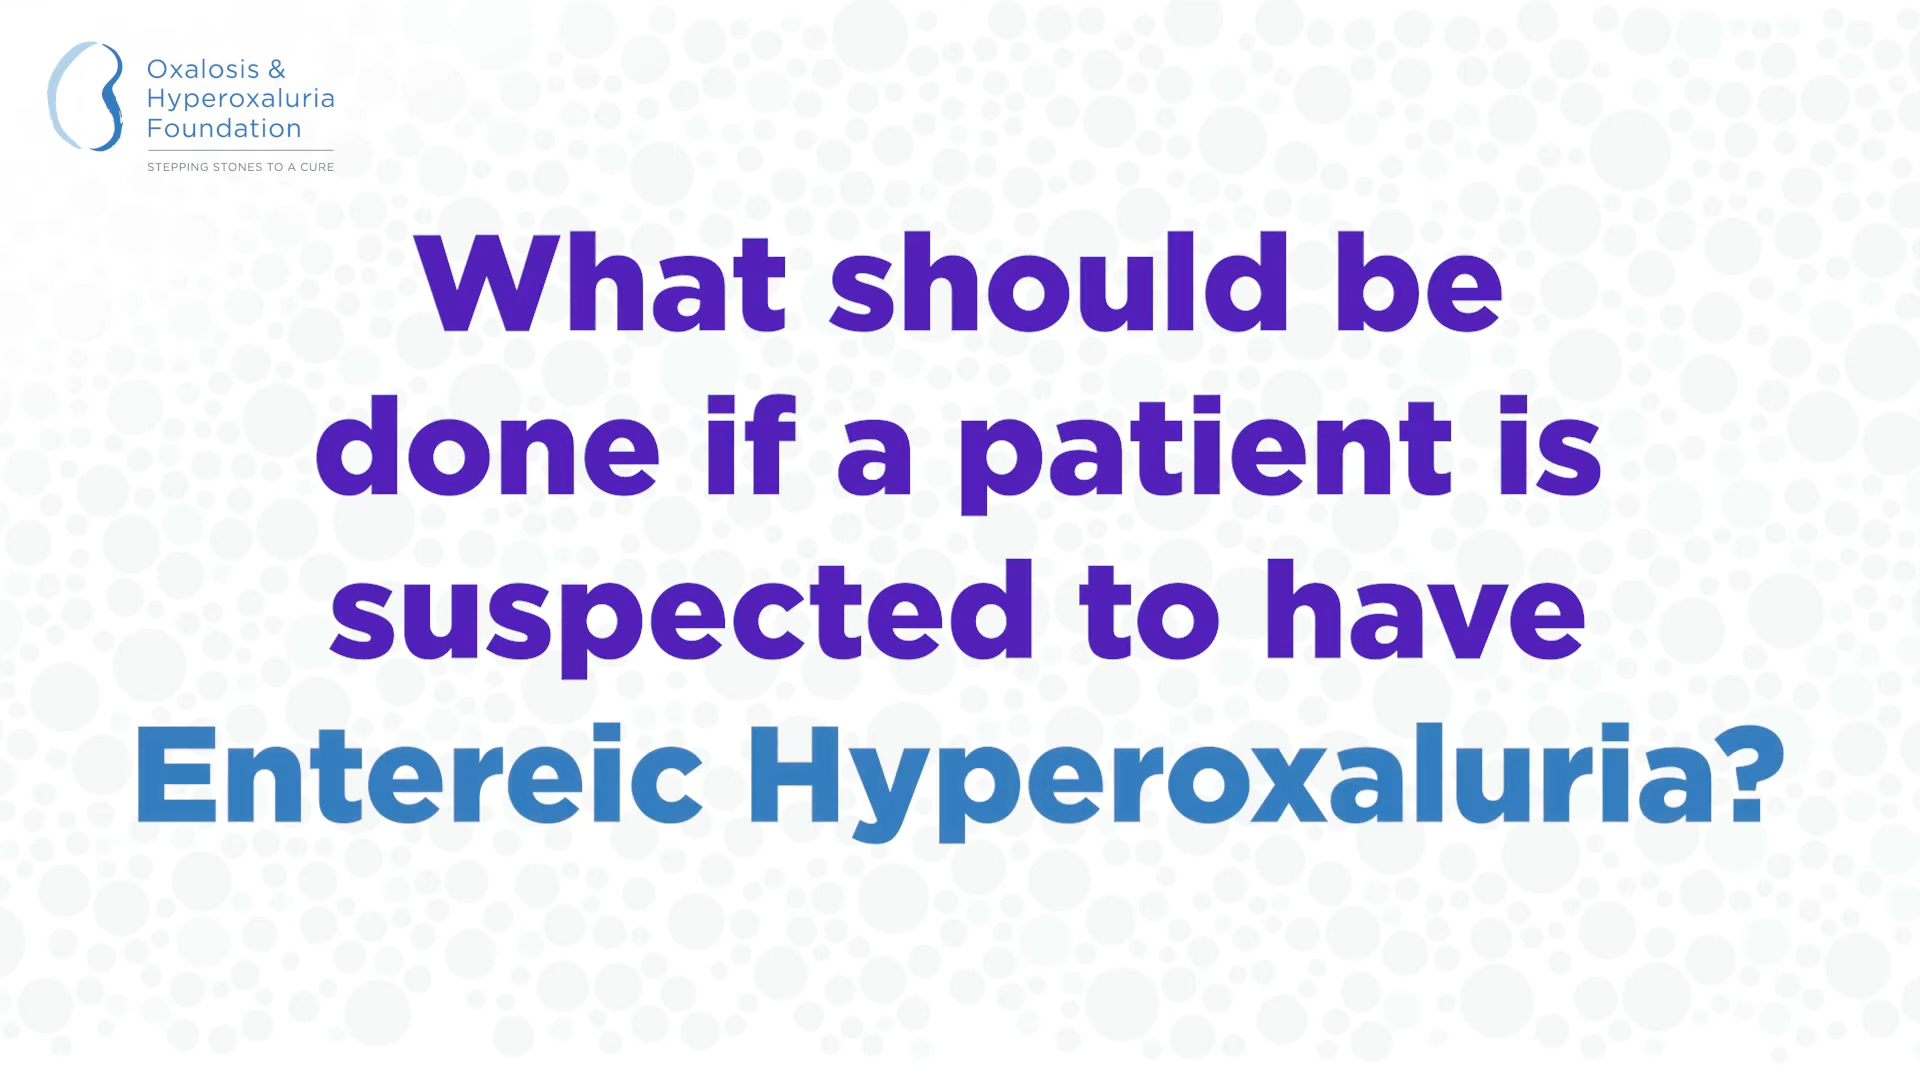 Oxalosis &
Hyperoxaluria
Foundation
STEPPING STONES TO A CURE
What should be
done if a patient is
suspected to have
Entereic Hyperoxaluria?